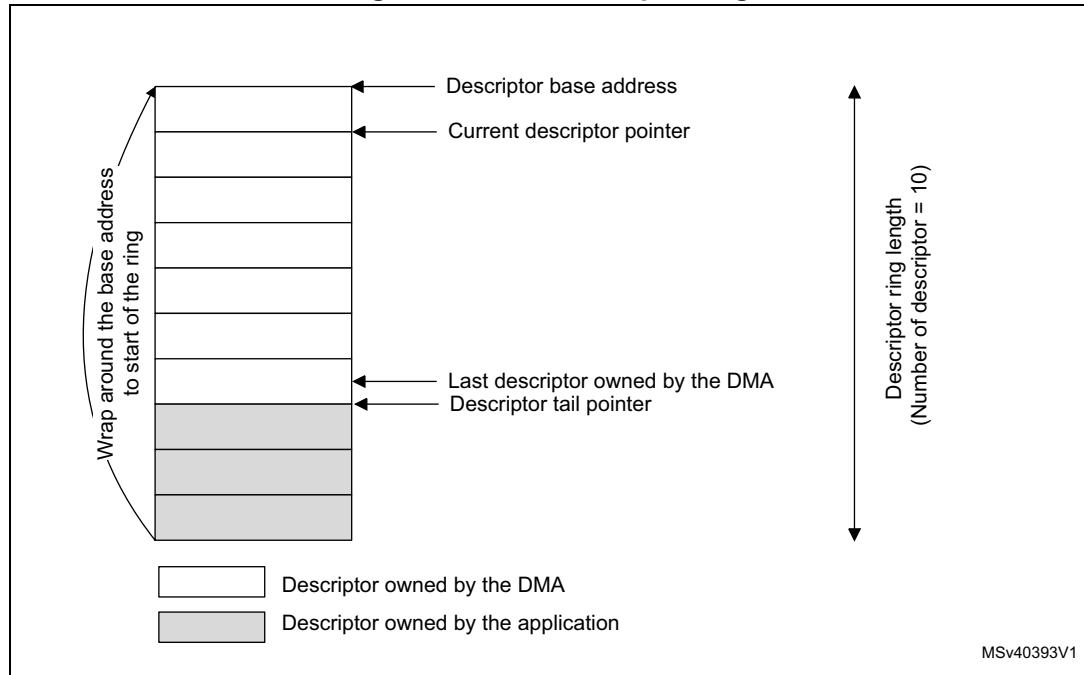 Descriptor base address
Current descriptor pointer
Wrap around the base address
to start of the ring
Descriptor ring length
(Number of descriptor = 10)
Last descriptor owned by the DMA
Descriptor tail pointer
Descriptor owned by the DMA
Descriptor owned by the application
MSv40393V1